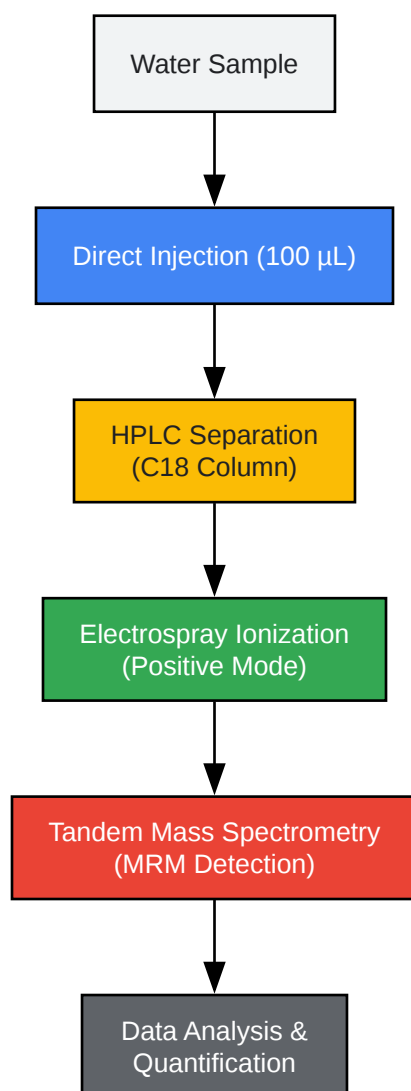 Water Sample
Direct Injection (100 µL)
HPLC Separation
(C18 Column)
Electrospray Ionization
(Positive Mode)
Tandem Mass Spectrometry
(MRM Detection)
Data Analysis &
Quantification